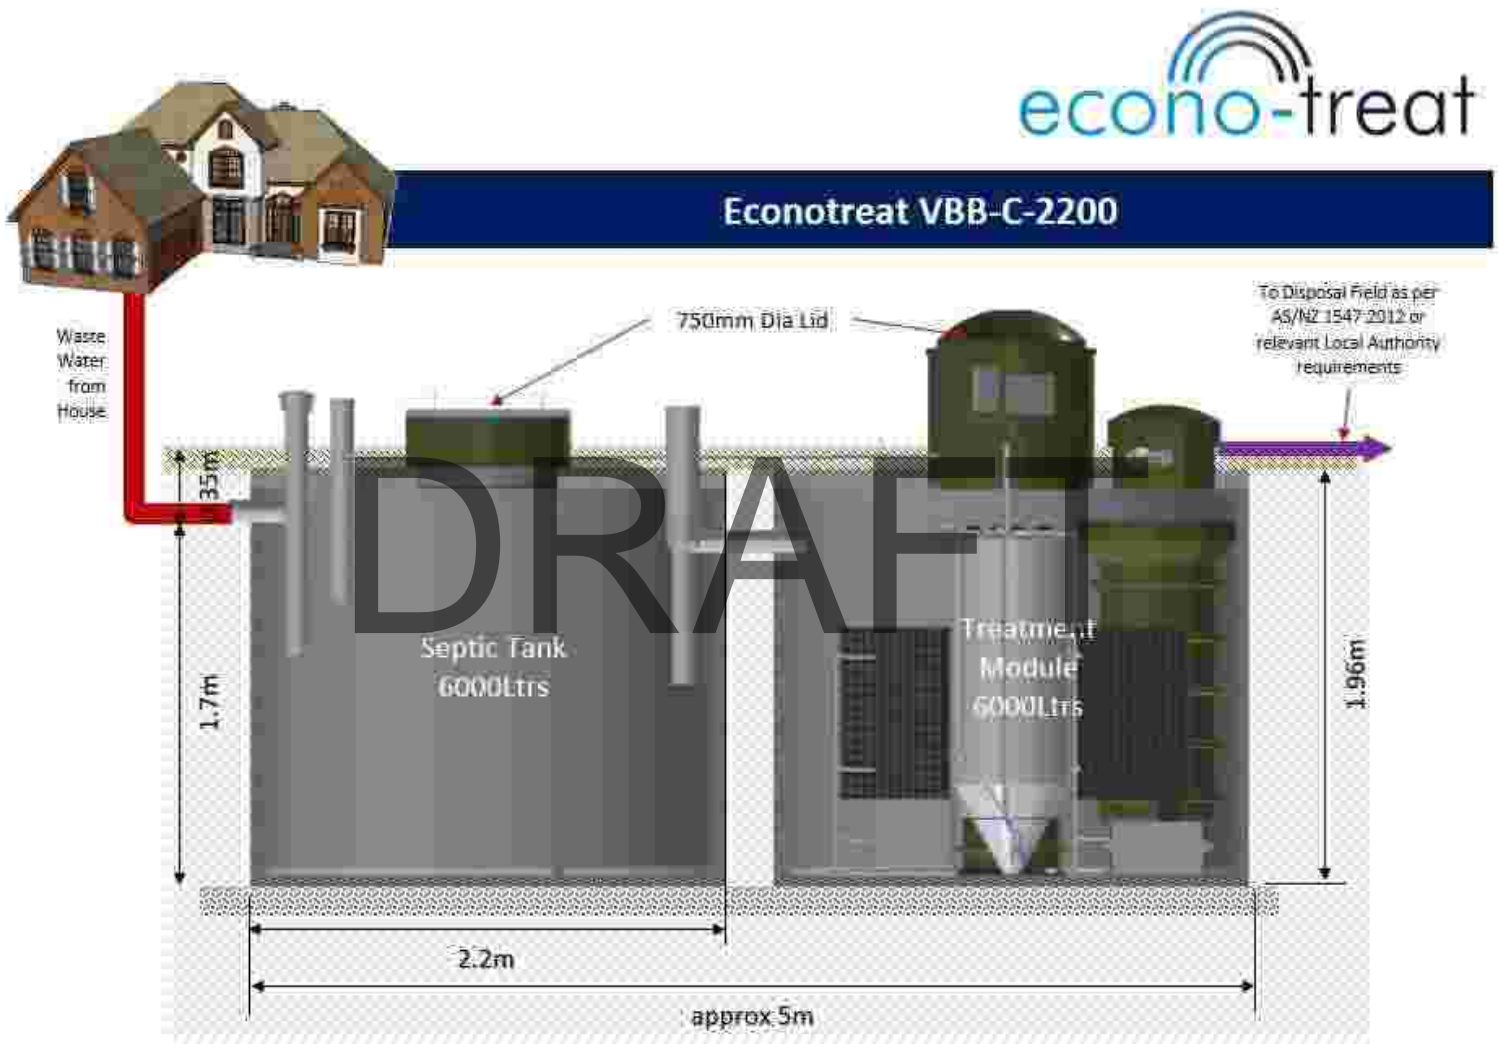 econo-treat
Econotreat VBB-C-2200
To Disposal Field as per
AS/NZ 1547:2012 or
relevant Local Authority
requirements
750mm Dia Lid
Waste
Water
from
House
DRAFT
Septic Tank
6000Ltrs
Treatment
Module
6000Ltrs
1.7m
1.96m
2.2m
approx 5m